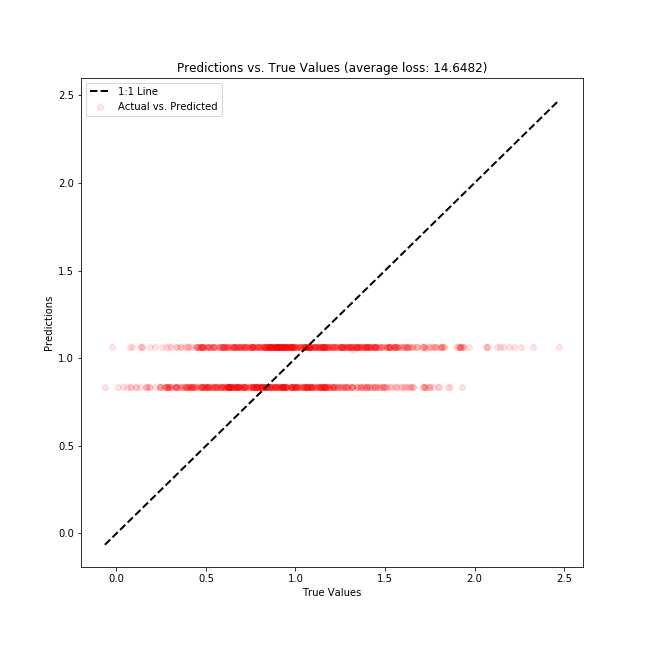 Predictions vs. True Values (average loss: 14.6482)
1:1 Line
Actual vs. Predicted
2.5
2.0
1.5
1.0
0.5
0.0
Predictions
0.0 0.5 1.0 1.5 2.0 2.5
True Values